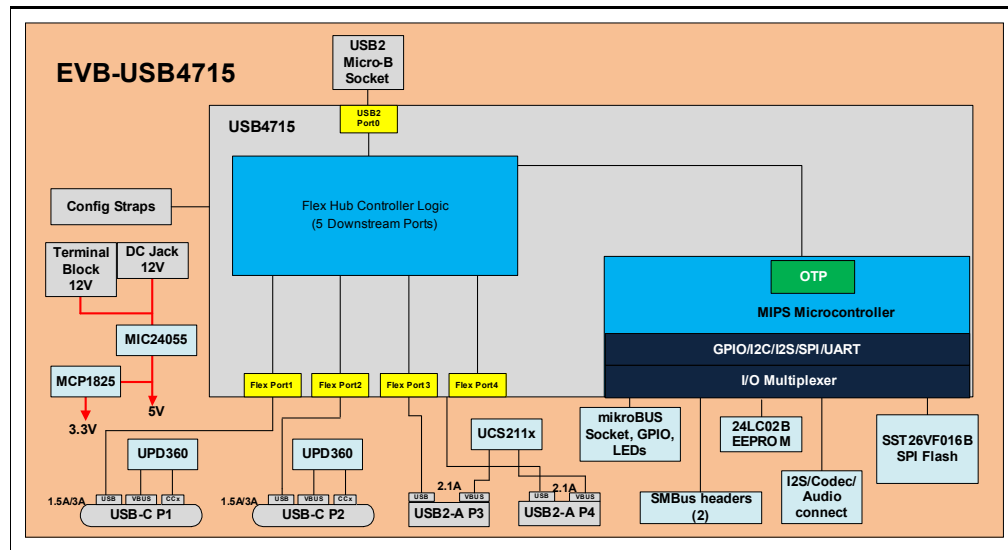 EVB-USB4715
USB2
Micro-B
Socket
USB2
Port0
USB4715
Config Straps
Flex Hub Controller Logic
(5 Downstream Ports)
Terminal
Block
12V
DC Jack
12V
OTP
MIPS Microcontroller
MIC24055
GPIO/I2C/I2S/SPI/UART
MCP1825
I/O Multiplexer
Flex Port1
Flex Port2
Flex Port 3
Flex Port4
5V
3.3V
mikroBUS
Socket, GPIO,
LEDs
24LC02B
EEPROM
SST26VF016B
SPI Flash
UCS211x
UPD360
UPD360
SMBus headers
(2)
I2S/Codec/
Audio
connect
1.5A/3A
USB
VBUS
CCx
USB-C P1
1.5A/3A
USB
VBUS
CCx
USB-C P2
2.1A
USB
VBUS
USB2-A P3
2.1A
USB
VBUS
USB2-A P4